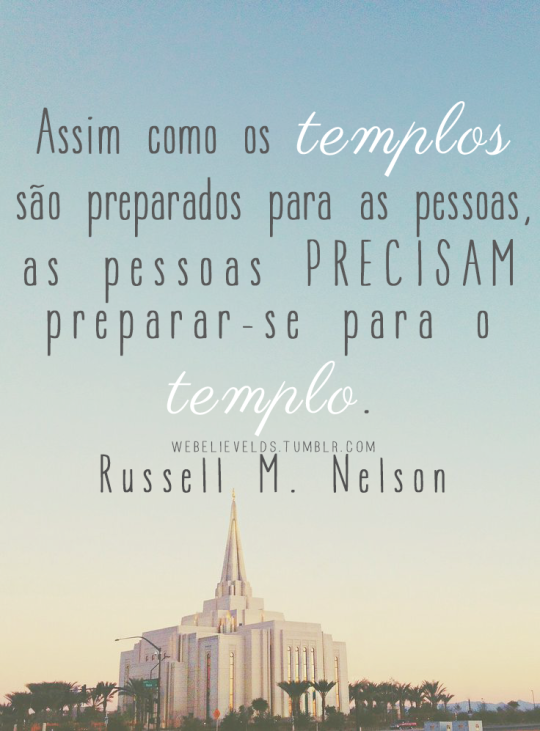 Assim como os templos
são preparados para as pessoas,
as pessoas PRECISAM
preparar-se para o
templo.
WEBELIEVELDS.TUMBLR.COM
Russell M. Nelson